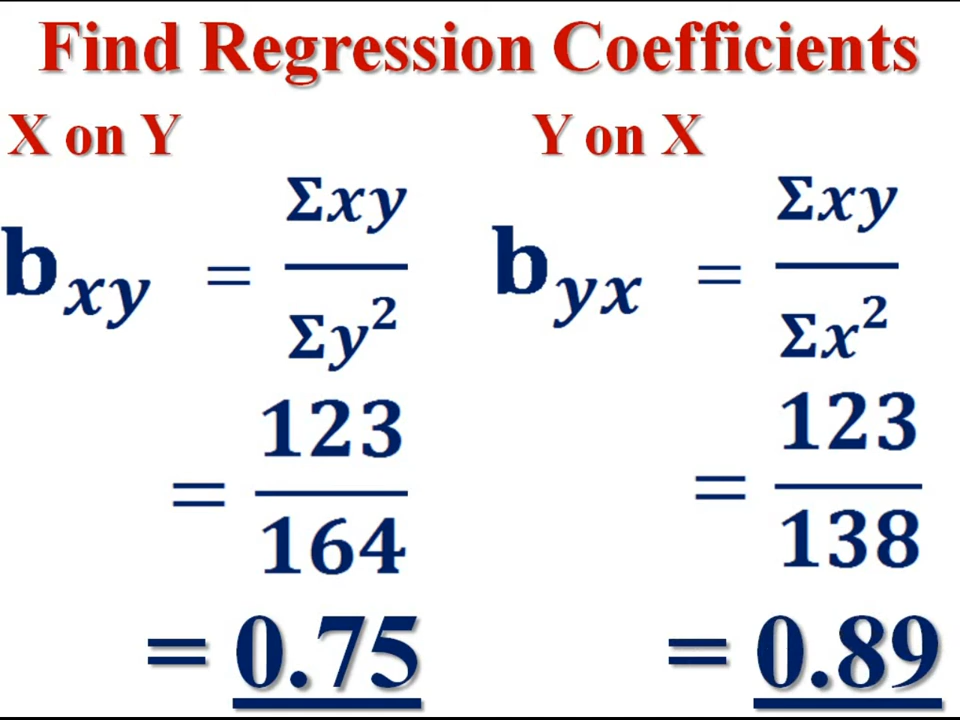 Find Regression Coefficients
X on Y
b_xy = Σxy / Σy²
= 123 / 164
= 0.75
Y on X
b_yx = Σxy / Σx²
= 123 / 138
= 0.89